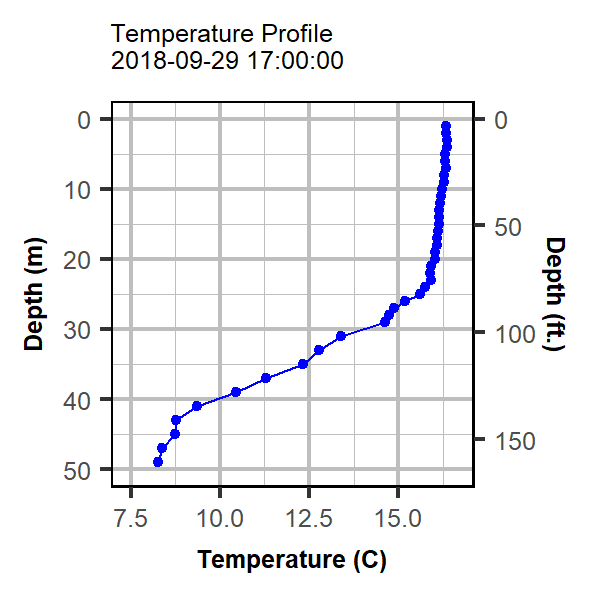 Temperature Profile
2018-09-29 17:00:00
0
10
20
30
40
50
Depth (m)
0
50
100
150
Depth (ft.)
7.5 10.0 12.5 15.0
Temperature (C)